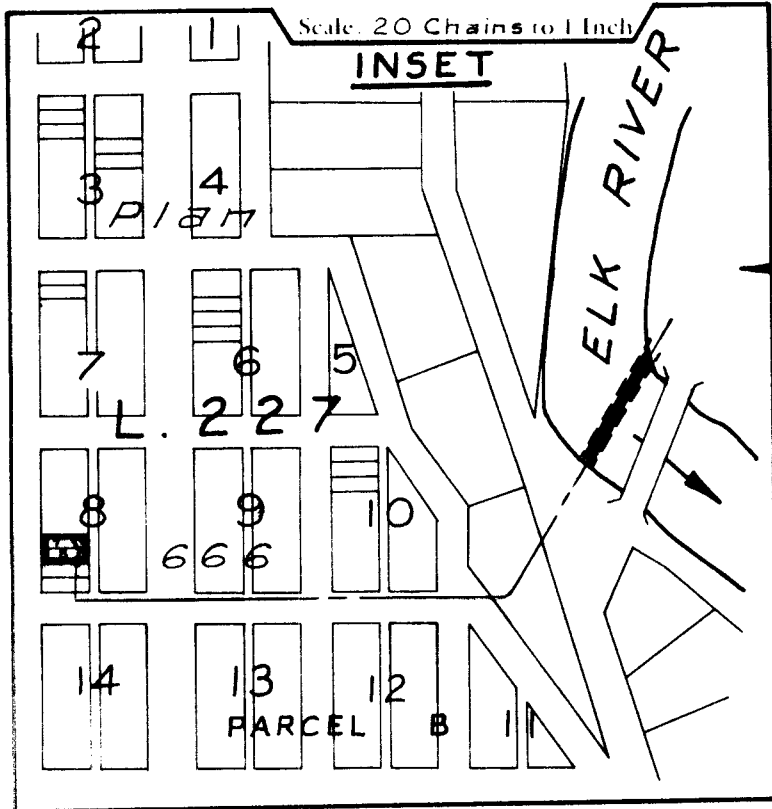 Scale. 20 Chains to 1 Inch
INSET
2 1
ELK RIVER
3 4
Plan
7 6 5
L. 227
8 9 10
666
14 13 12
PARCEL B 11